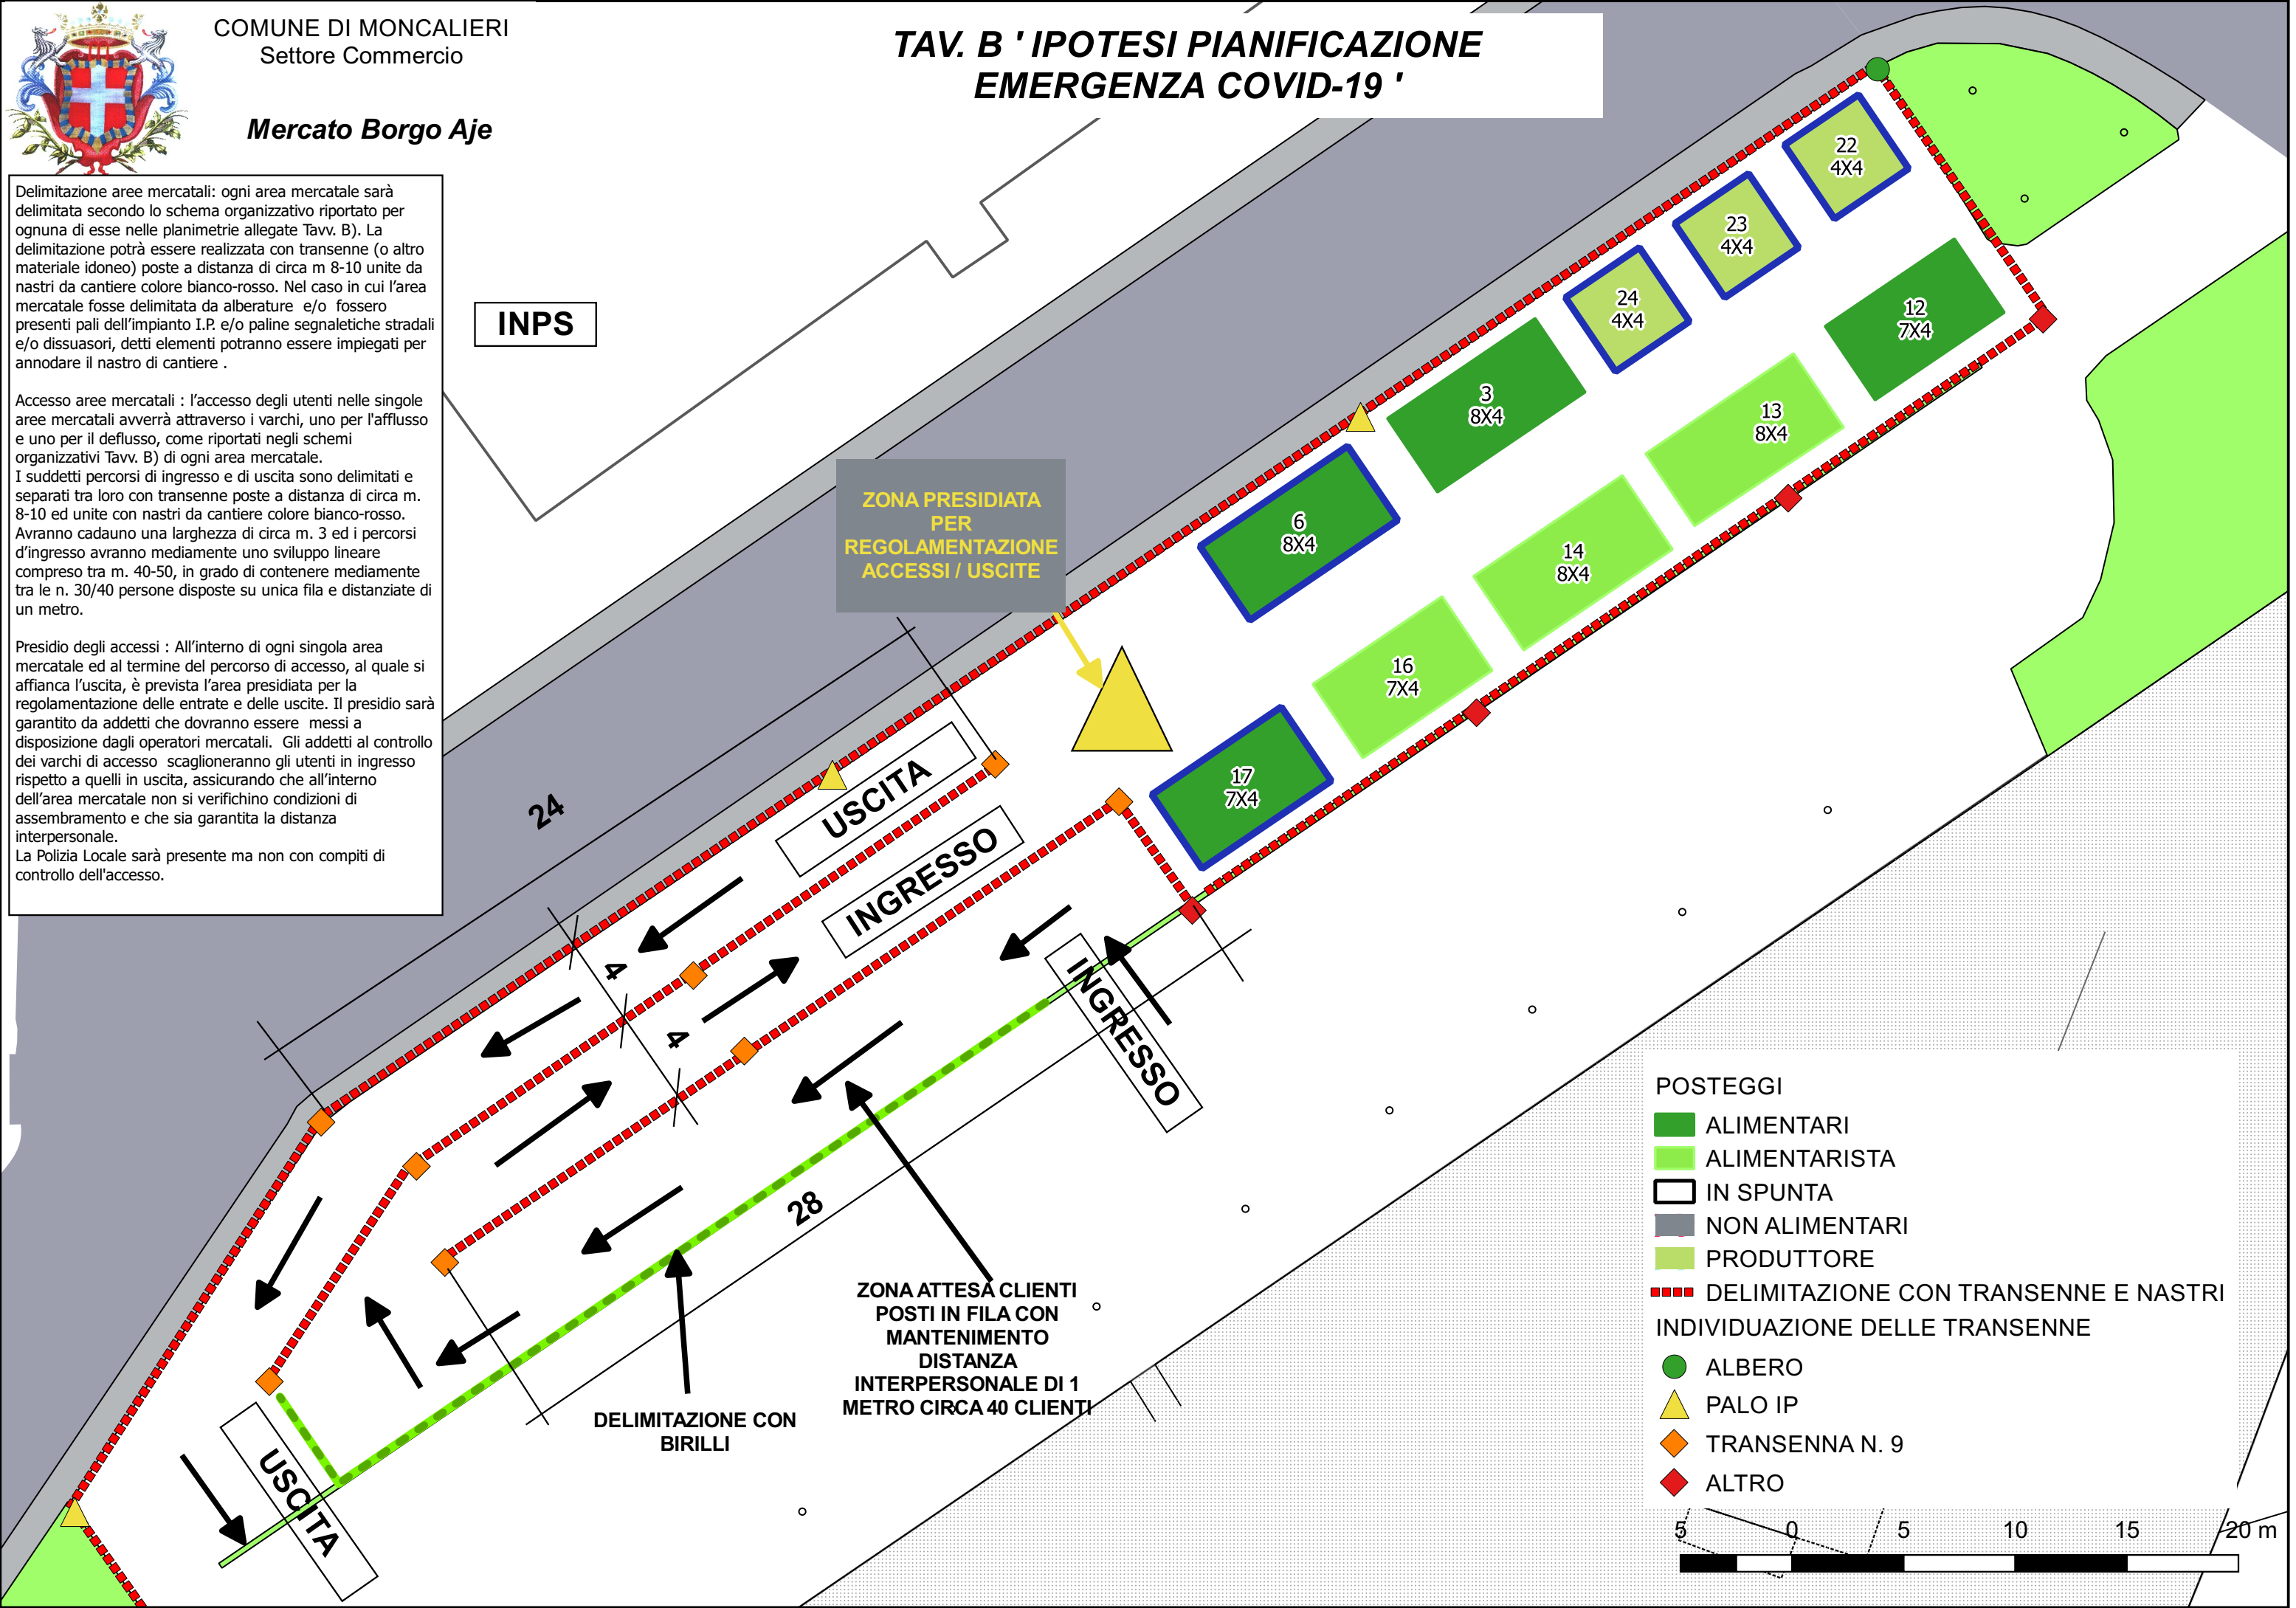 COMUNE DI MONCALIERI
Settore Commercio
Mercato Borgo Aje
TAV. B ' IPOTESI PIANIFICAZIONE
EMERGENZA COVID-19 '
Delimitazione aree mercatali: ogni area mercatale sarà
delimitata secondo lo schema organizzativo riportato per
ognuna di esse nelle planimetrie allegate Tavv. B). La
delimitazione potrà essere realizzata con transenne (o altro
materiale idoneo) poste a distanza di circa m 8-10 unite da
nastri da cantiere colore bianco-rosso. Nel caso in cui l'area
mercatale fosse delimitata da alberature e/o fossero
presenti pali dell'impianto I.P. e/o paline segnaletiche stradali
e/o dissuasori, detti elementi potranno essere impiegati per
annodare il nastro di cantiere .
Accesso aree mercatali : l'accesso degli utenti nelle singole
aree mercatali avverrà attraverso i varchi, uno per l'afflusso
e uno per il deflusso, come riportati negli schemi
organizzativi Tavv. B) di ogni area mercatale.
I suddetti percorsi di ingresso e di uscita sono delimitati e
separati tra loro con transenne poste a distanza di circa m.
8-10 ed unite con nastri da cantiere colore bianco-rosso.
Avranno cadauno una larghezza di circa m. 3 ed i percorsi
d'ingresso avranno mediamente uno sviluppo lineare
compreso tra m. 40-50, in grado di contenere mediamente
tra le n. 30/40 persone disposte su unica fila e distanziate di
un metro.
Presidio degli accessi : All'interno di ogni singola area
mercatale ed al termine del percorso di accesso, al quale si
affianca l'uscita, è prevista l'area presidiata per la
regolamentazione delle entrate e delle uscite. Il presidio sarà
garantito da addetti che dovranno essere messi a
disposizione dagli operatori mercatali. Gli addetti al controllo
dei varchi di accesso scaglioneranno gli utenti in ingresso
rispetto a quelli in uscita, assicurando che all'interno
dell'area mercatale non si verifichino condizioni di
assembramento e che sia garantita la distanza
interpersonale.
La Polizia Locale sarà presente ma non con compiti di
controllo dell'accesso.
INPS
ZONA PRESIDIATA
PER
REGOLAMENTAZIONE
ACCESSI / USCITE
22
4X4
23
4X4
24
4X4
12
7X4
3
8X4
13
8X4
6
8X4
14
8X4
16
7X4
17
7X4
24
USCITA
INGRESSO
4
4
INGRESSO
28
ZONA ATTESA CLIENTI
POSTI IN FILA CON
MANTENIMENTO
DISTANZA
INTERPERSONALE DI 1
METRO CIRCA 40 CLIENTI
DELIMITAZIONE CON
BIRILLI
USCITA
POSTEGGI
ALIMENTARI
ALIMENTARISTA
IN SPUNTA
NON ALIMENTARI
PRODUTTORE
DELIMITAZIONE CON TRANSENNE E NASTRI
INDIVIDUAZIONE DELLE TRANSENNE
ALBERO
PALO IP
TRANSENNA N. 9
ALTRO
5 0 5 10 15 20 m